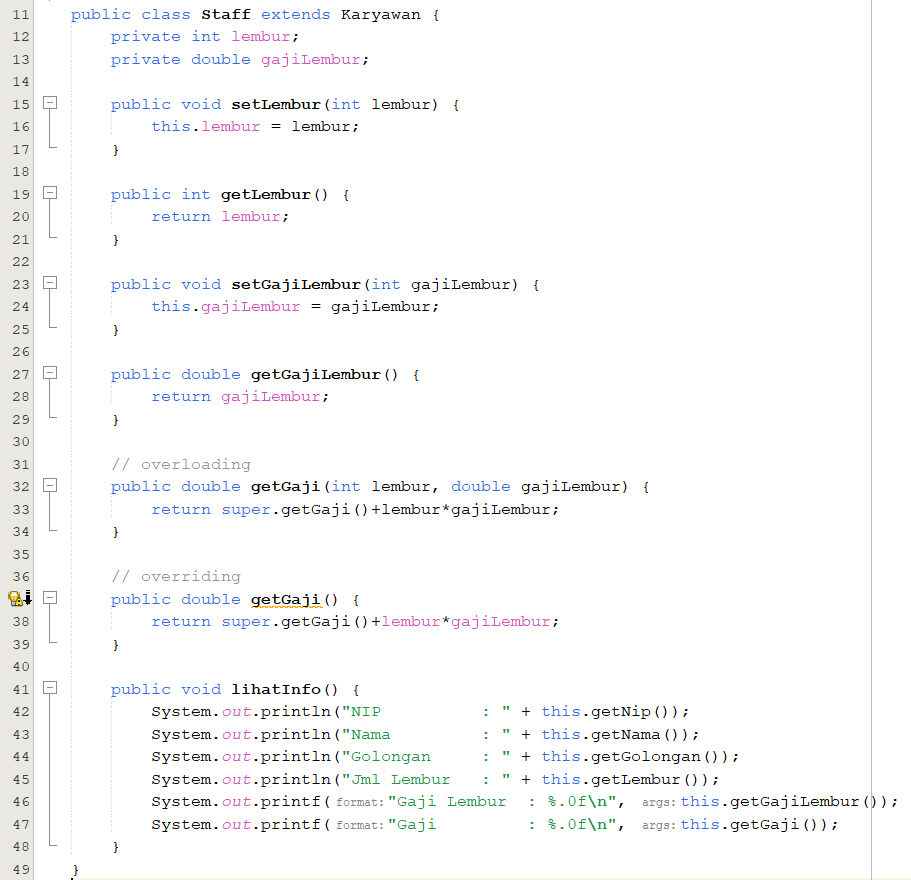 11 public class Staff extends Karyawan {
12     private int lembur;
13     private double gajiLembur;
14
15     public void setLembur(int lembur) {
16         this.lembur = lembur;
17     }
18
19     public int getLembur() {
20         return lembur;
21     }
22
23     public void setGajiLembur(int gajiLembur) {
24         this.gajiLembur = gajiLembur;
25     }
26
27     public double getGajiLembur() {
28         return gajiLembur;
29     }
30
31     // overloading
32     public double getGaji(int lembur, double gajiLembur) {
33         return super.getGaji()+lembur*gajiLembur;
34     }
35
36     // overriding
    public double getGaji() {
38         return super.getGaji()+lembur*gajiLembur;
39     }
40
41     public void lihatInfo() {
42         System.out.println("NIP          : " + this.getNip());
43         System.out.println("Nama         : " + this.getNama());
44         System.out.println("Golongan     : " + this.getGolongan());
45         System.out.println("Jml Lembur   : " + this.getLembur());
46         System.out.printf( format: "Gaji Lembur  : %.0f\n", args: this.getGajiLembur());
47         System.out.printf( format: "Gaji         : %.0f\n", args: this.getGaji());
48     }
49 }